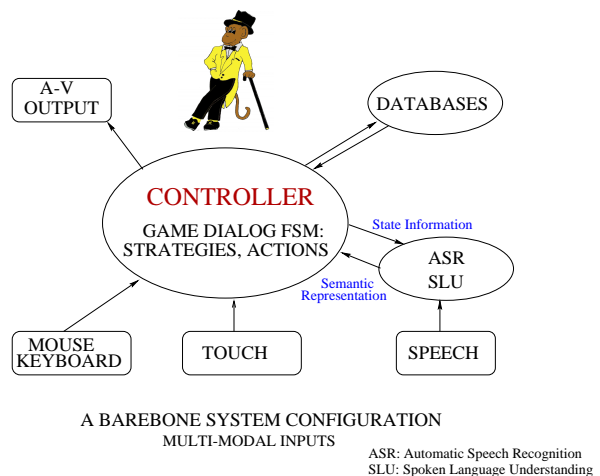 A-V
OUTPUT
DATABASES
CONTROLLER
GAME DIALOG FSM:
STRATEGIES, ACTIONS
State Information
ASR
SLU
Semantic
Representation
MOUSE
KEYBOARD
TOUCH
SPEECH
A BAREBONE SYSTEM CONFIGURATION
MULTI-MODAL INPUTS
ASR: Automatic Speech Recognition
SLU: Spoken Language Understanding